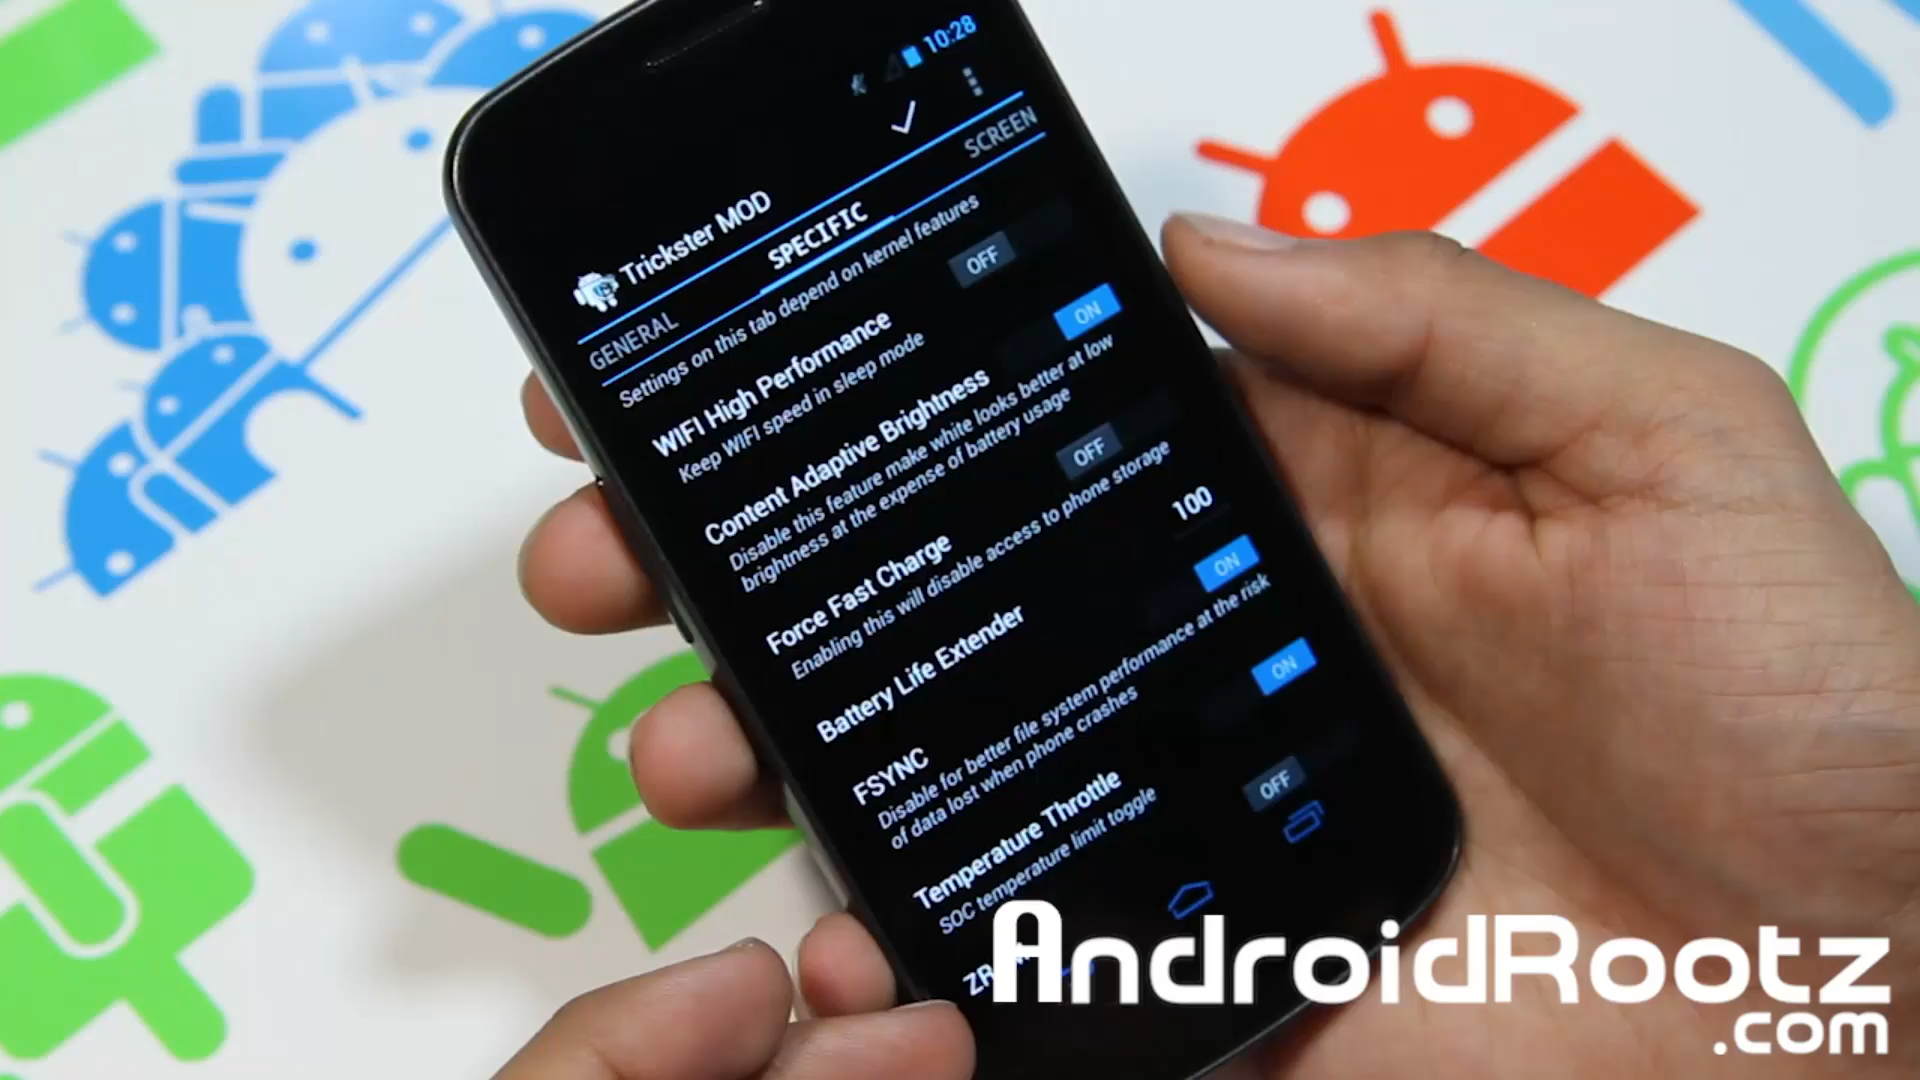 10:28
Trickster MOD
GENERAL
SPECIFIC
SCREEN
Settings on this tab depend on kernel features
WIFI High Performance
OFF
Keep WIFI speed in sleep mode
Content Adaptive Brightness
ON
Disable this feature make white looks better at low
brightness at the expense of battery usage
Force Fast Charge
OFF
Enabling this will disable access to phone storage
Battery Life Extender
100
FSYNC
ON
Disable for better file system performance at the risk
of data lost when phone crashes
Temperature Throttle
ON
SOC temperature limit toggle
OFF
AndroidRootz
.com